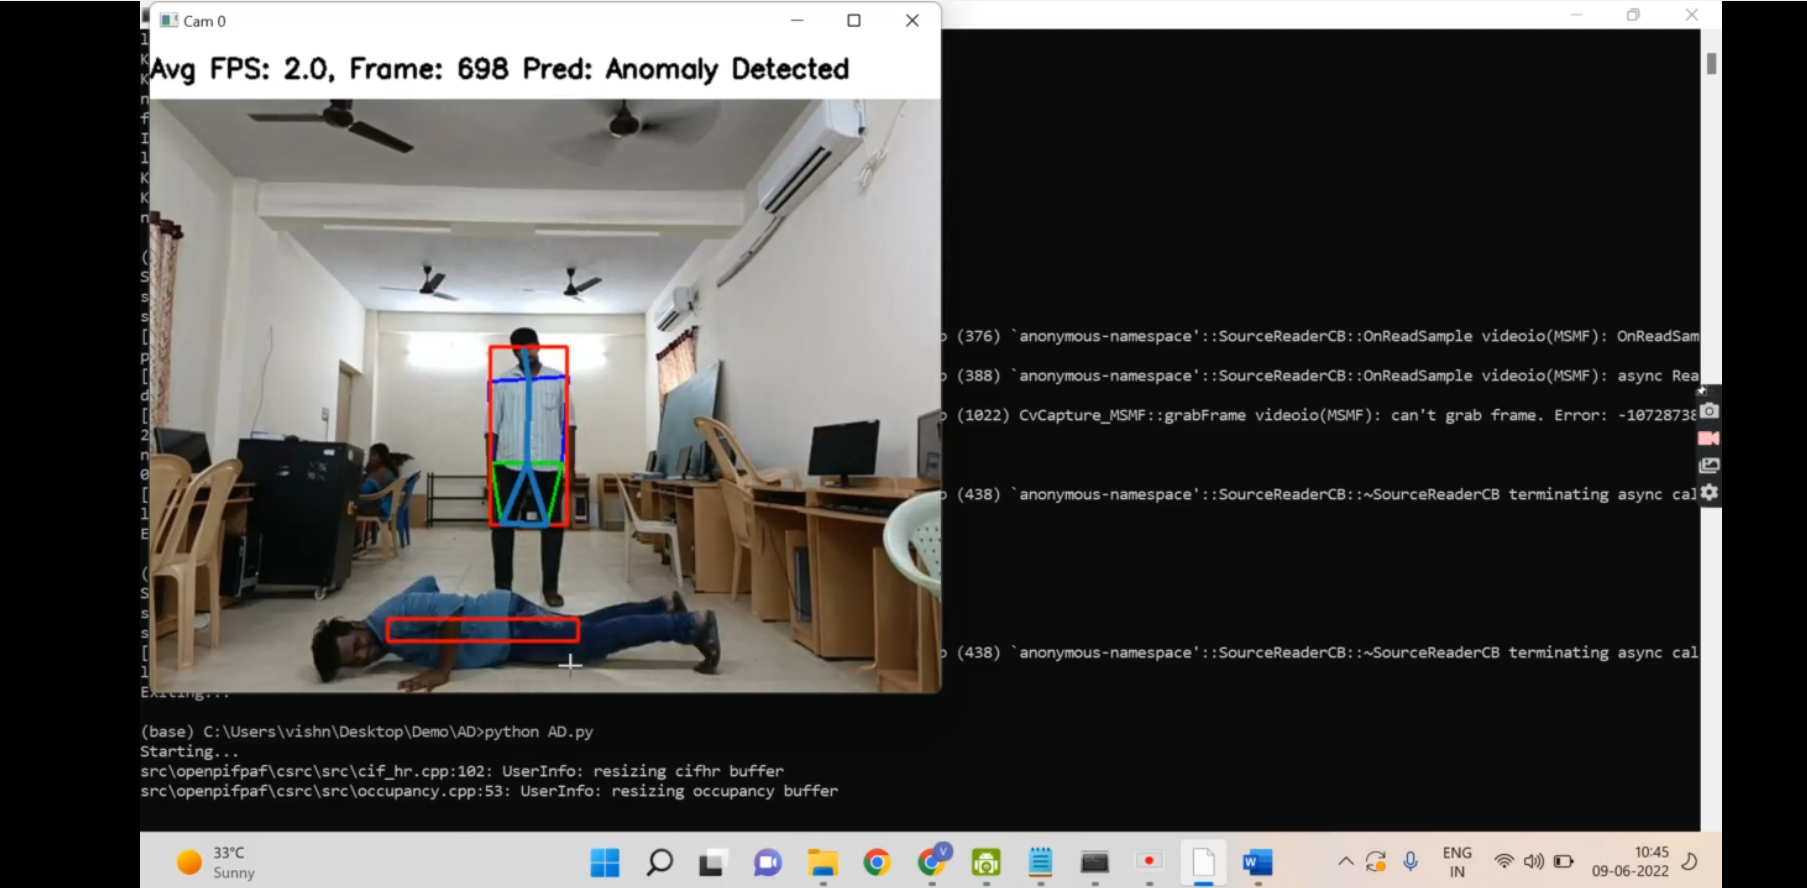 Cam 0
Avg FPS: 2.0, Frame: 698 Pred: Anomaly Detected
(376) `anonymous-namespace'::SourceReaderCB::OnReadSample videoio(MSMF): OnReadSam
(388) `anonymous-namespace'::SourceReaderCB::OnReadSample videoio(MSMF): async Rea
(1022) CvCapture_MSMF::grabFrame videoio(MSMF): can't grab frame. Error: -10728738
(438) `anonymous-namespace'::SourceReaderCB::~SourceReaderCB terminating async cal
(438) `anonymous-namespace'::SourceReaderCB::~SourceReaderCB terminating async cal
Exiting...
(base) C:\Users\vishn\Desktop\Demo\AD>python AD.py
Starting...
src\openpifpaf\csrc\src\cif_hr.cpp:102: UserInfo: resizing cifhr buffer
src\openpifpaf\csrc\src\occupancy.cpp:53: UserInfo: resizing occupancy buffer
33°C
Sunny
V
W
ENG
IN
10:45
09-06-2022